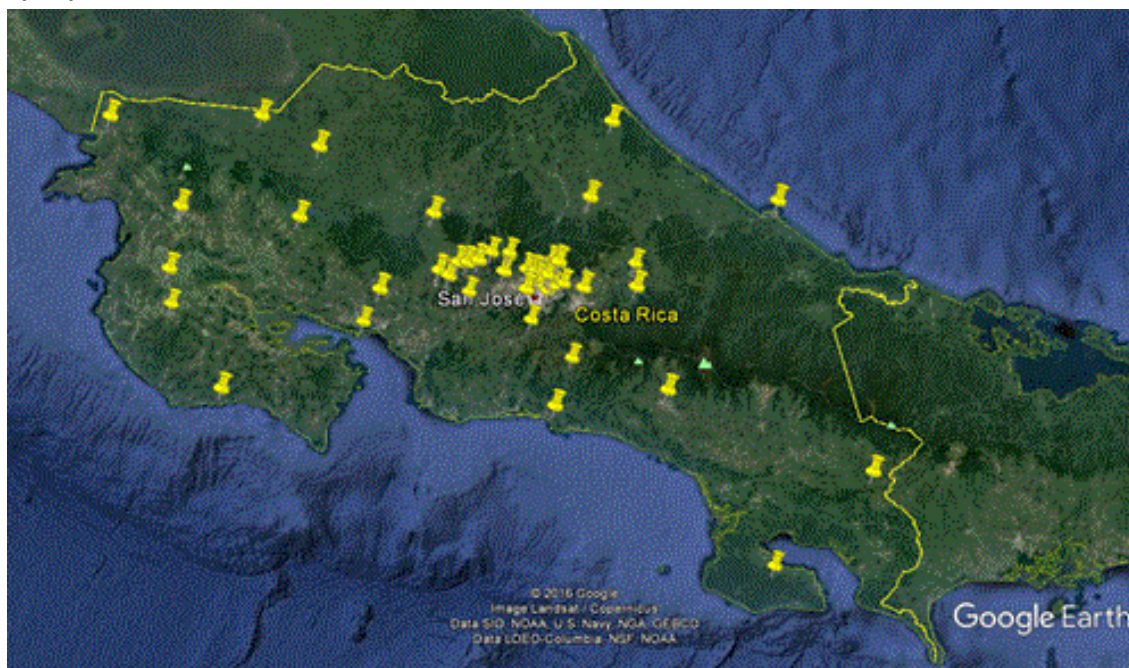 San José
Costa Rica
© 2016 Google
Image Landsat / Copernicus
Data SIO, NOAA, U.S. Navy, NGA, GEBCO
Data LDEO-Columbia, NSF, NOAA
Google Earth